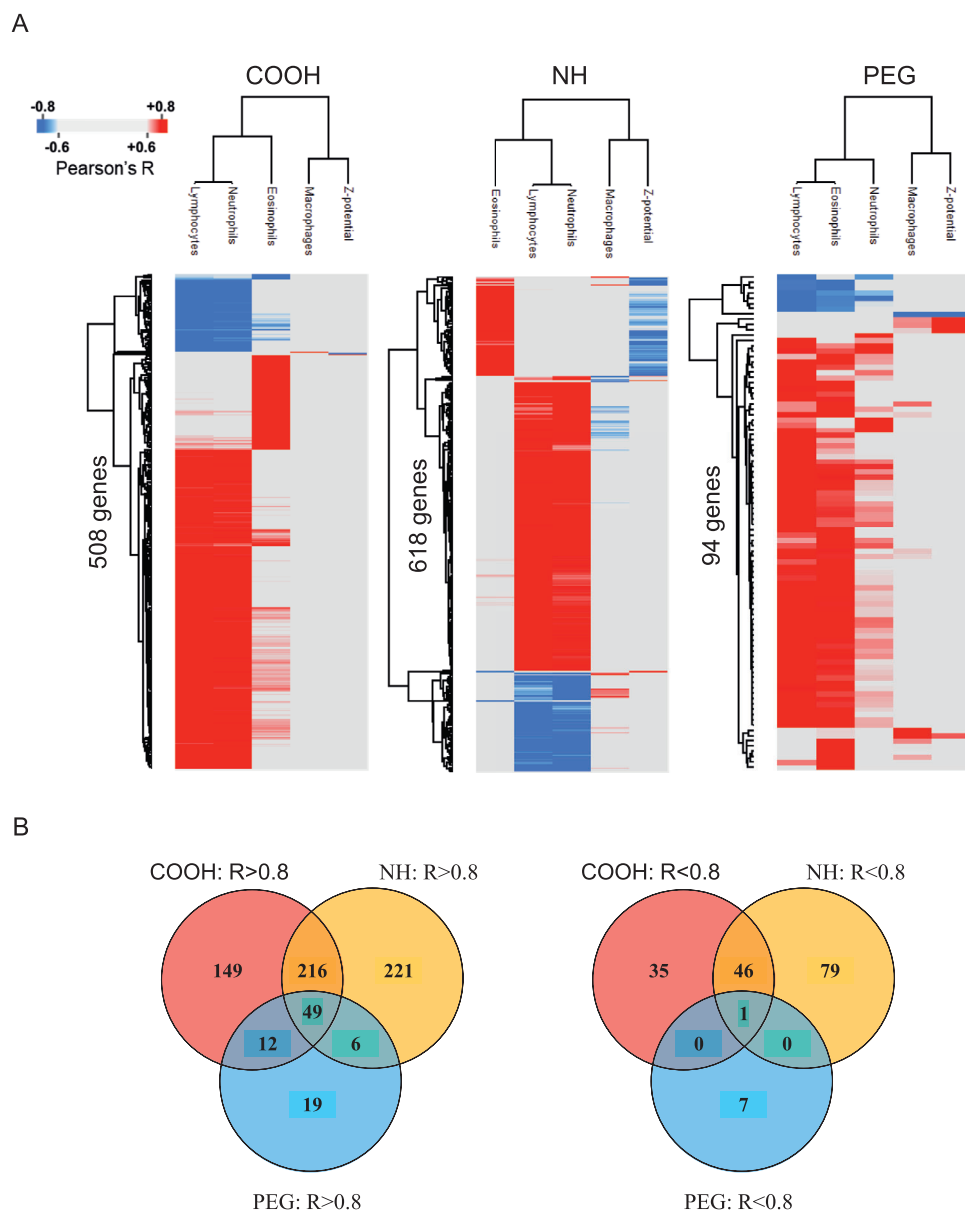 A
COOH
NH
PEG
-0.8 +0.8
-0.6 +0.6
Pearson's R
Lymphocytes
Neutrophils
Eosinophils
Macrophages
Z-potential
Eosinophils
Lymphocytes
Neutrophils
Macrophages
Z-potential
Lymphocytes
Eosinophils
Neutrophils
Macrophages
Z-potential
508 genes
618 genes
94 genes
B
COOH: R>0.8
NH: R>0.8
149
216
221
49
12
6
19
PEG: R>0.8
COOH: R<0.8
NH: R<0.8
35
46
79
1
0
0
7
PEG: R<0.8